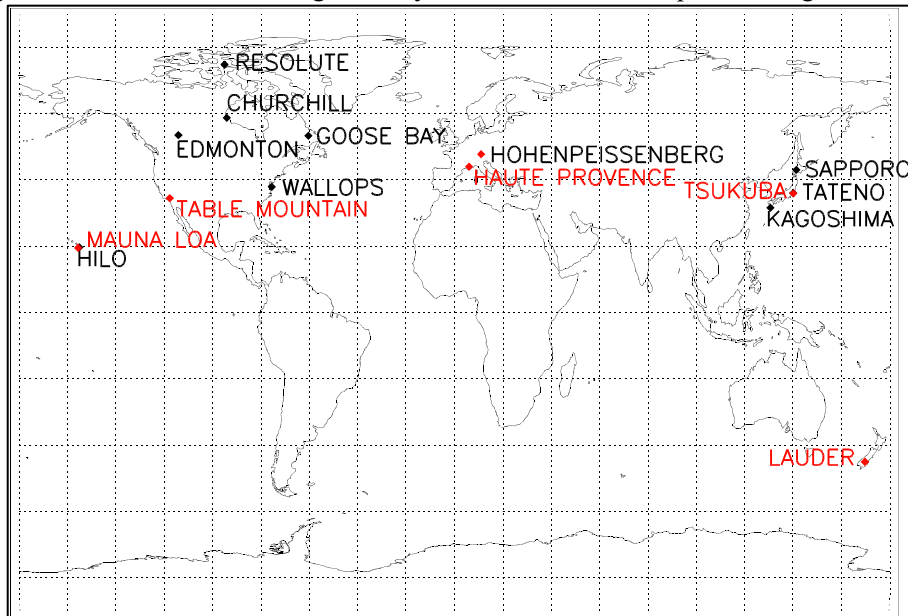 RESOLUTE
CHURCHILL
GOOSE BAY
EDMONTON
HOHENPEISSENBERG
HAUTE PROVENCE
SAPPORO
WALLOPS
TSUKUBA TATENO
TABLE MOUNTAIN
KAGOSHIMA
MAUNA LOA
HILO
LAUDER